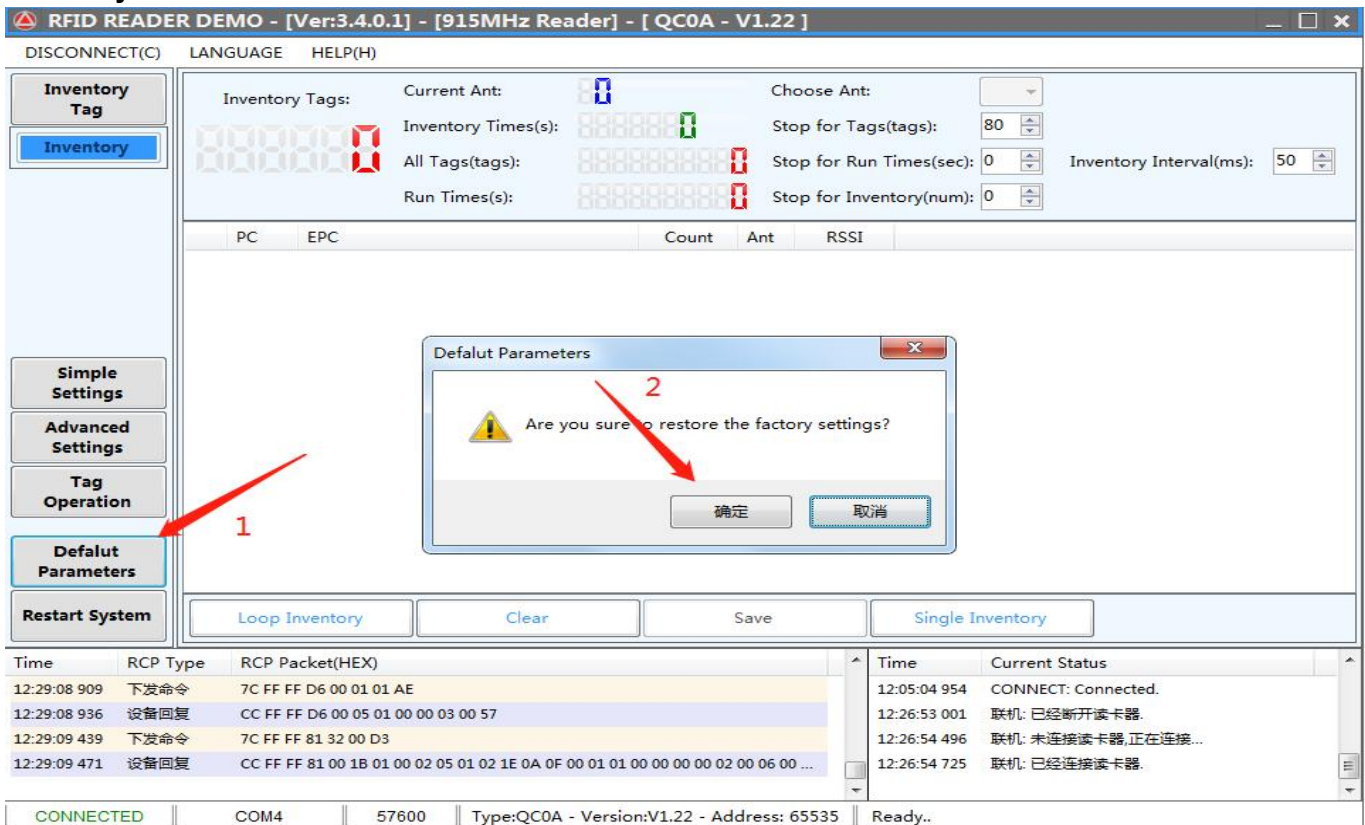 RFID READER DEMO - [Ver:3.4.0.1] - [915MHz Reader] - [ QC0A - V1.22 ]
DISCONNECT(C) LANGUAGE HELP(H)
Inventory Tag
Inventory
Simple Settings
Advanced Settings
Tag Operation
Defalut Parameters
Restart System
Inventory Tags: 0
Current Ant: 0
Inventory Times(s): 0
All Tags(tags): 0
Run Times(s): 0
Choose Ant:
Stop for Tags(tags): 80
Stop for Run Times(sec): 0
Stop for Inventory(num): 0
Inventory Interval(ms): 50
PC EPC Count Ant RSSI
Defalut Parameters
Are you sure to restore the factory settings?
确定 取消
1
2
Loop Inventory Clear Save Single Inventory
Time RCP Type RCP Packet(HEX)
12:29:08 909 下发命令 7C FF FF D6 00 01 01 AE
12:29:08 936 设备回复 CC FF FF D6 00 05 01 00 00 03 00 57
12:29:09 439 下发命令 7C FF FF 81 32 00 D3
12:29:09 471 设备回复 CC FF FF 81 00 1B 01 00 02 05 01 02 1E 0A 0F 00 01 01 00 00 00 00 02 00 06 00 ...
Time Current Status
12:05:04 954 CONNECT: Connected.
12:26:53 001 联机: 已经断开读卡器.
12:26:54 496 联机: 未连接读卡器,正在连接...
12:26:54 725 联机: 已经连接读卡器.
CONNECTED COM4 57600 Type:QC0A - Version:V1.22 - Address: 65535 Ready..